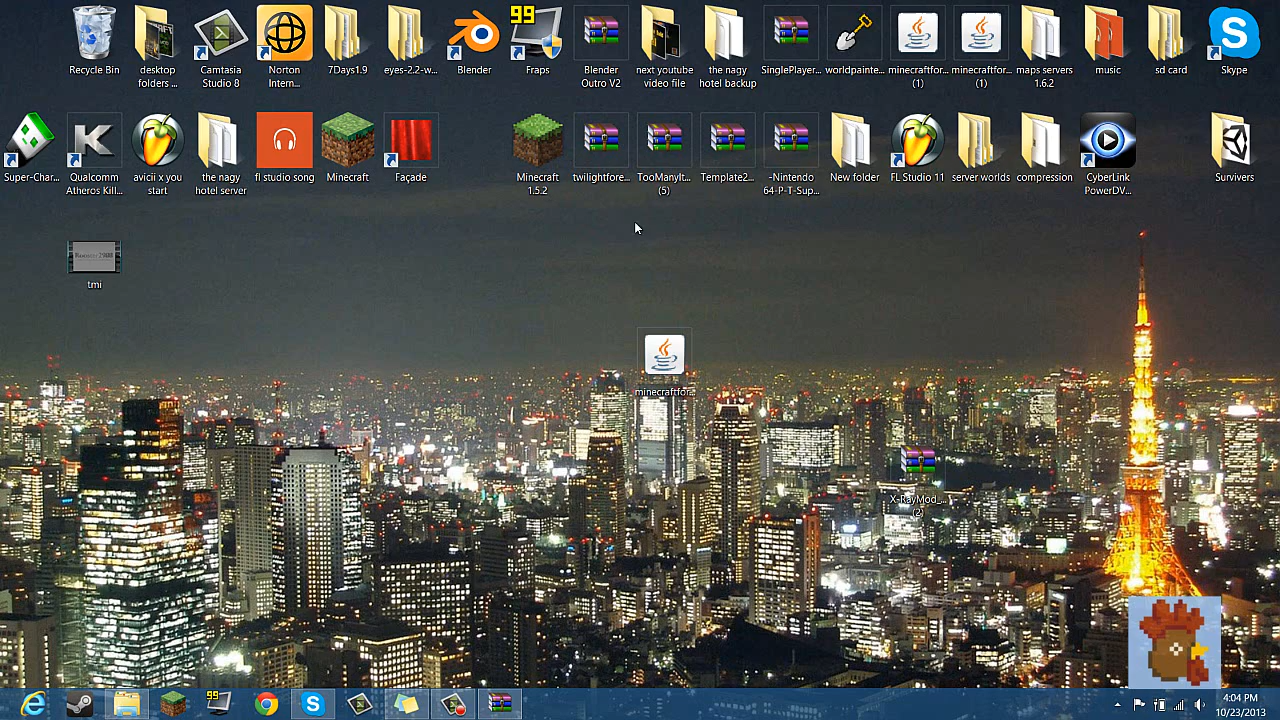 99
Recycle Bin
desktop
folders ...
Camtasia
Studio 8
Norton
Intern...
7Days1.9
eyes-2.2-w...
Blender
Fraps
Blender
Outro V2
next youtube
video file
the nagy
hotel backup
SinglePlayer...
worldpainte...
minecraftfor...
(1)
minecraftfor...
(1)
maps servers
1.6.2
music
sd card
Skype
Super-Char...
Qualcomm
Atheros Kill...
avicii x you
start
the nagy
hotel server
fl studio song
Minecraft
Façade
Minecraft
1.5.2
twilightfore...
TooManyIt...
(5)
Template2...
-Nintendo
64-P-T-Sup...
New folder
FL Studio 11
server worlds
compression
CyberLink
PowerDV...
Survivers
tmi
minecraftfor...
X-RayMod_...
(2)
99
4:04 PM
10/23/2013